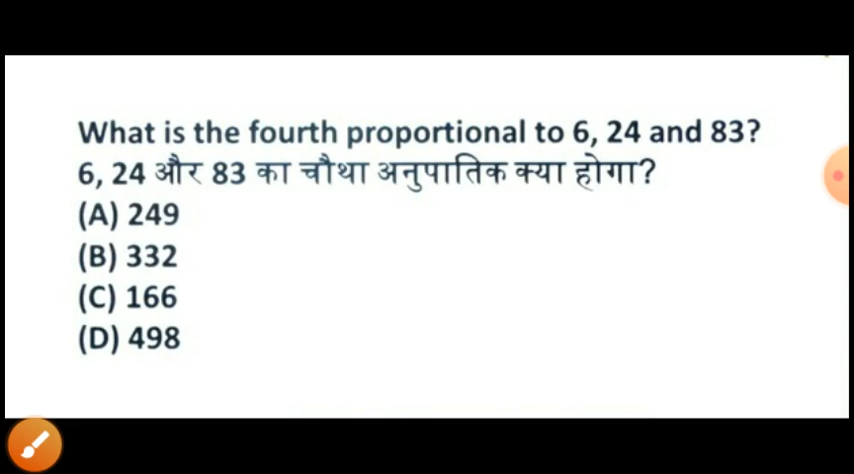 What is the fourth proportional to 6, 24 and 83?
6, 24 और 83 का चौथा अनुपातिक क्या होगा?
(A) 249
(B) 332
(C) 166
(D) 498